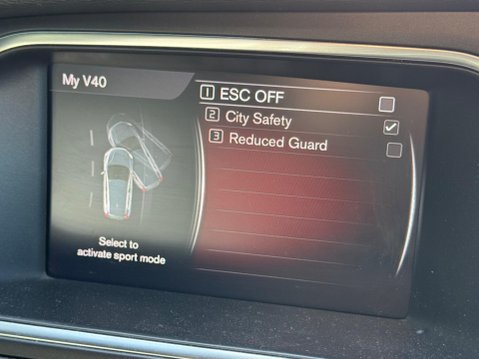 My V40
1 ESC OFF
2 City Safety
3 Reduced Guard
Select to
activate sport mode